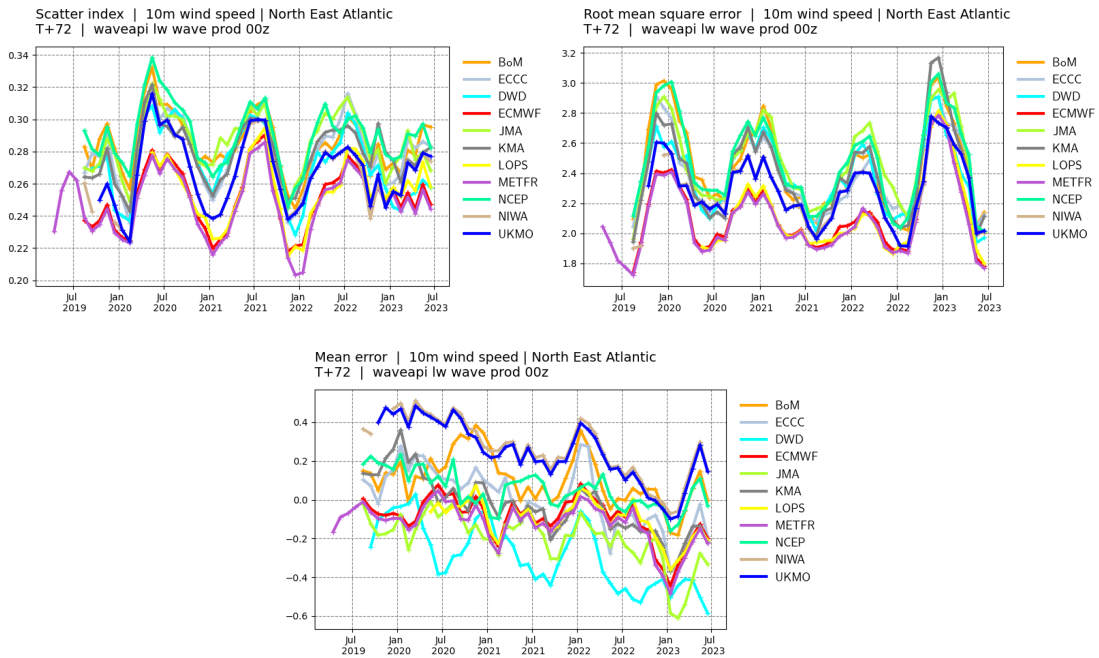 Scatter index | 10m wind speed | North East Atlantic
T+72 | waveapi lw wave prod 00z
0.34
0.32
0.30
0.28
0.26
0.24
0.22
0.20
Jul 2019
Jan 2020
Jul 2020
Jan 2021
Jul 2021
Jan 2022
Jul 2022
Jan 2023
Jul 2023
BoM
ECCC
DWD
ECMWF
JMA
KMA
LOPS
METFR
NCEP
NIWA
UKMO
Root mean square error | 10m wind speed | North East Atlantic
T+72 | waveapi lw wave prod 00z
3.2
3.0
2.8
2.6
2.4
2.2
2.0
1.8
Jul 2019
Jan 2020
Jul 2020
Jan 2021
Jul 2021
Jan 2022
Jul 2022
Jan 2023
Jul 2023
BoM
ECCC
DWD
ECMWF
JMA
KMA
LOPS
METFR
NCEP
NIWA
UKMO
Mean error | 10m wind speed | North East Atlantic
T+72 | waveapi lw wave prod 00z
0.4
0.2
0.0
−0.2
−0.4
−0.6
Jul 2019
Jan 2020
Jul 2020
Jan 2021
Jul 2021
Jan 2022
Jul 2022
Jan 2023
Jul 2023
BoM
ECCC
DWD
ECMWF
JMA
KMA
LOPS
METFR
NCEP
NIWA
UKMO